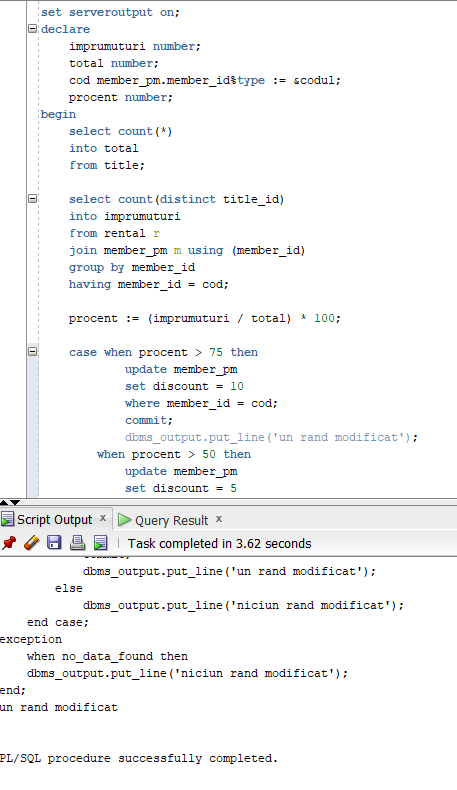 set serveroutput on;
declare
    imprumuturi number;
    total number;
    cod member_pm.member_id%type := &codul;
    procent number;
begin
    select count(*)
    into total
    from title;

    select count(distinct title_id)
    into imprumuturi
    from rental r
    join member_pm m using (member_id)
    group by member_id
    having member_id = cod;

    procent := (imprumuturi / total) * 100;

    case when procent > 75 then
            update member_pm
            set discount = 10
            where member_id = cod;
            commit;
            dbms_output.put_line('un rand modificat');
        when procent > 50 then
            update member_pm
            set discount = 5
Script Output x Query Result x
Task completed in 3.62 seconds
            dbms_output.put_line('un rand modificat');
        else
            dbms_output.put_line('niciun rand modificat');
    end case;
exception
    when no_data_found then
    dbms_output.put_line('niciun rand modificat');
end;
un rand modificat
PL/SQL procedure successfully completed.